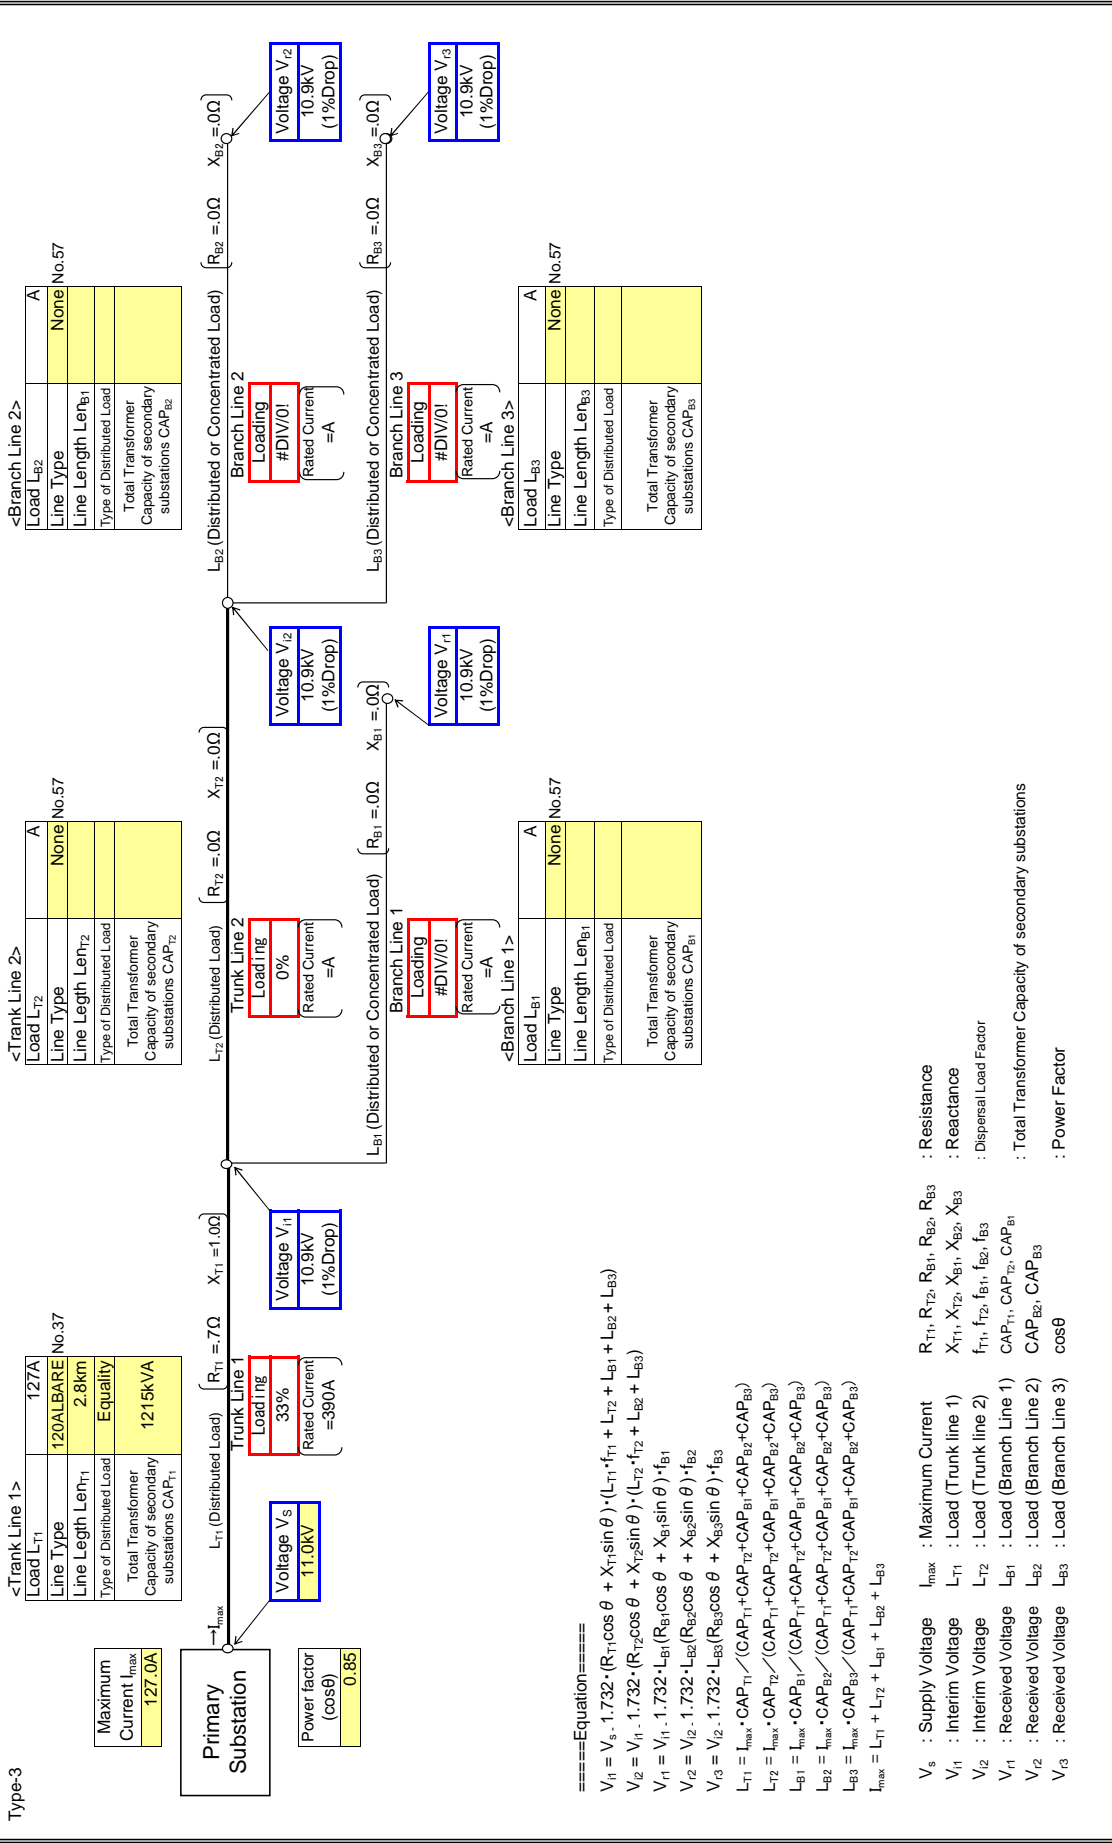 Type-3
Maximum
Current Imax
127.0A
<Trank Line 1>
Load LT1 127A
Line Type 120ALBARE No.37
Line Legth LenT1 2.8km
Type of Distributed Load Equality
Total Transformer
Capacity of secondary
substations CAPT1
1215kVA
<Trank Line 2>
Load LT2 A
Line Type None No.57
Line Length LenT2
Type of Distributed Load
Total Transformer
Capacity of secondary
substations CAPT2
<Branch Line 2>
Load LB2 A
Line Type None No.57
Line Length LenB1
Type of Distributed Load
Total Transformer
Capacity of secondary
substations CAPB2
Primary
Substation
→Imax
LT1 (Distributed Load) RT1 =.7Ω XT1 =1.0Ω
LT2 (Distributed Load) RT2 =.0Ω XT2 =.0Ω
LB2 (Distributed or Concentrated Load) RB2 =.0Ω XB2 =.0Ω
Trunk Line 1
Loading
33%
Rated Current
=390A
Trunk Line 2
Loading
0%
Rated Current
=A
Branch Line 2
Loading
#DIV/0!
Rated Current
=A
Power factor
(cosθ)
0.85
Voltage VS
11.0kV
Voltage Vi1
10.9kV
(1%Drop)
Voltage Vi2
10.9kV
(1%Drop)
Voltage Vr2
10.9kV
(1%Drop)
LB1 (Distributed or Concentrated Load) RB1 =.0Ω XB1 =.0Ω
LB3 (Distributed or Concentrated Load) RB3 =.0Ω XB3 =.0Ω
Branch Line 1
Loading
#DIV/0!
Rated Current
=A
Voltage Vr1
10.9kV
(1%Drop)
Branch Line 3
Loading
#DIV/0!
Rated Current
=A
Voltage Vr3
10.9kV
(1%Drop)
<Branch Line 1>
Load LB1 A
Line Type None No.57
Line Length LenB1
Type of Distributed Load
Total Transformer
Capacity of secondary
substations CAPB1
<Branch Line 3>
Load LB3 A
Line Type None No.57
Line Length LenB3
Type of Distributed Load
Total Transformer
Capacity of secondary
substations CAPB3
=====Equation=====
Vi1 = Vs - 1.732･(RT1cos θ + XT1sin θ)･(LT1･fT1 + LT2 + LB1 + LB2 + LB3)
Vi2 = Vi1 - 1.732･(RT2cos θ + XT2sin θ)･(LT2･fT2 + LB2 + LB3)
Vr1 = Vi1 - 1.732･LB1(RB1cos θ + XB1sin θ)･fB1
Vr2 = Vi2 - 1.732･LB2(RB2cos θ + XB2sin θ)･fB2
Vr3 = Vi2 - 1.732･LB3(RB3cos θ + XB3sin θ)･fB3
LT1 = Imax･CAPT1／(CAPT1+CAPT2+CAPB1+CAPB2+CAPB3)
LT2 = Imax･CAPT2／(CAPT1+CAPT2+CAPB1+CAPB2+CAPB3)
LB1 = Imax･CAPB1／(CAPT1+CAPT2+CAPB1+CAPB2+CAPB3)
LB2 = Imax･CAPB2／(CAPT1+CAPT2+CAPB1+CAPB2+CAPB3)
LB3 = Imax･CAPB3／(CAPT1+CAPT2+CAPB1+CAPB2+CAPB3)
Imax = LT1 + LT2 + LB1 + LB2 + LB3
Vs : Supply Voltage Imax : Maximum Current RT1, RT2, RB1, RB2, RB3 : Resistance
Vi1 : Interim Voltage LT1 : Load (Trunk line 1) XT1, XT2, XB1, XB2, XB3 : Reactance
Vi2 : Interim Voltage LT2 : Load (Trunk line 2) fT1, fT2, fB1, fB2, fB3 : Dispersal Load Factor
Vr1 : Received Voltage LB1 : Load (Branch Line 1) CAPT1, CAPT2, CAPB1
Vr2 : Received Voltage LB2 : Load (Branch Line 2) CAPB2, CAPB3 : Total Transformer Capacity of secondary substations
Vr3 : Received Voltage LB3 : Load (Branch Line 3) cosθ : Power Factor